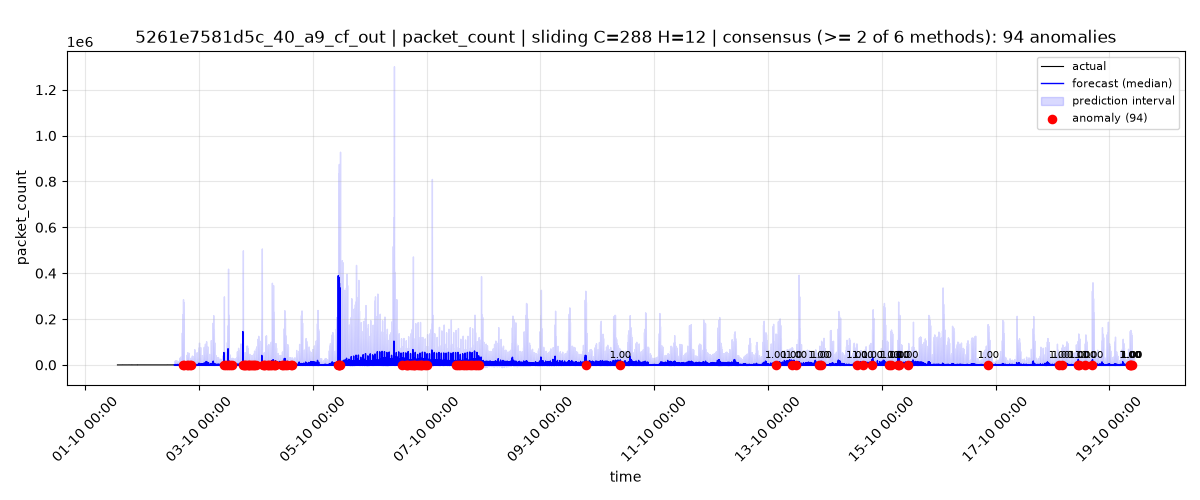 5261e7581d5c_40_a9_cf_out | packet_count | sliding C=288 H=12 | consensus (>= 2 of 6 methods): 94 anomalies
1e6
actual
forecast (median)
prediction interval
anomaly (94)
1.2
1.0
0.8
0.6
0.4
0.2
0.0
packet_count
1.00
1.00
1.00
1.00
01-10 00:00
03-10 00:00
05-10 00:00
07-10 00:00
09-10 00:00
11-10 00:00
13-10 00:00
15-10 00:00
17-10 00:00
19-10 00:00
time